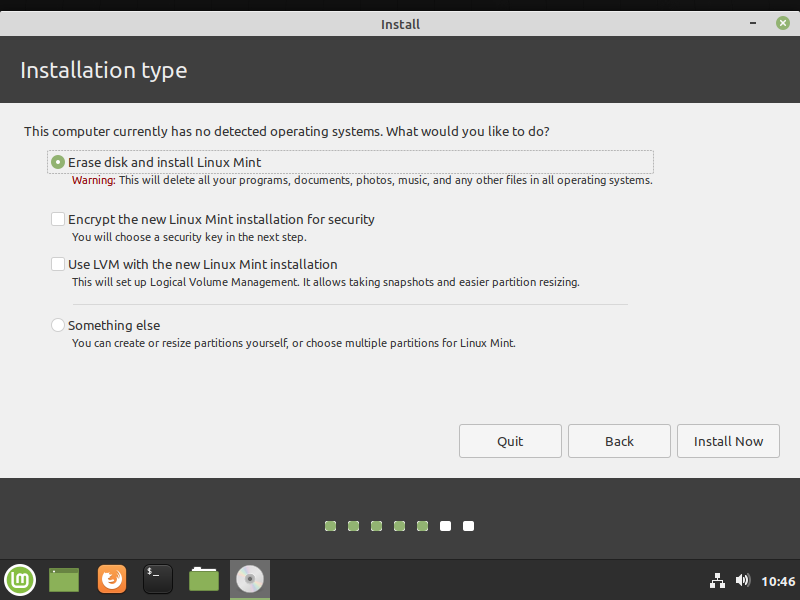 Install
Installation type
This computer currently has no detected operating systems. What would you like to do?
Erase disk and install Linux Mint
Warning: This will delete all your programs, documents, photos, music, and any other files in all operating systems.
Encrypt the new Linux Mint installation for security
You will choose a security key in the next step.
Use LVM with the new Linux Mint installation
This will set up Logical Volume Management. It allows taking snapshots and easier partition resizing.
Something else
You can create or resize partitions yourself, or choose multiple partitions for Linux Mint.
Quit
Back
Install Now
$_
10:46